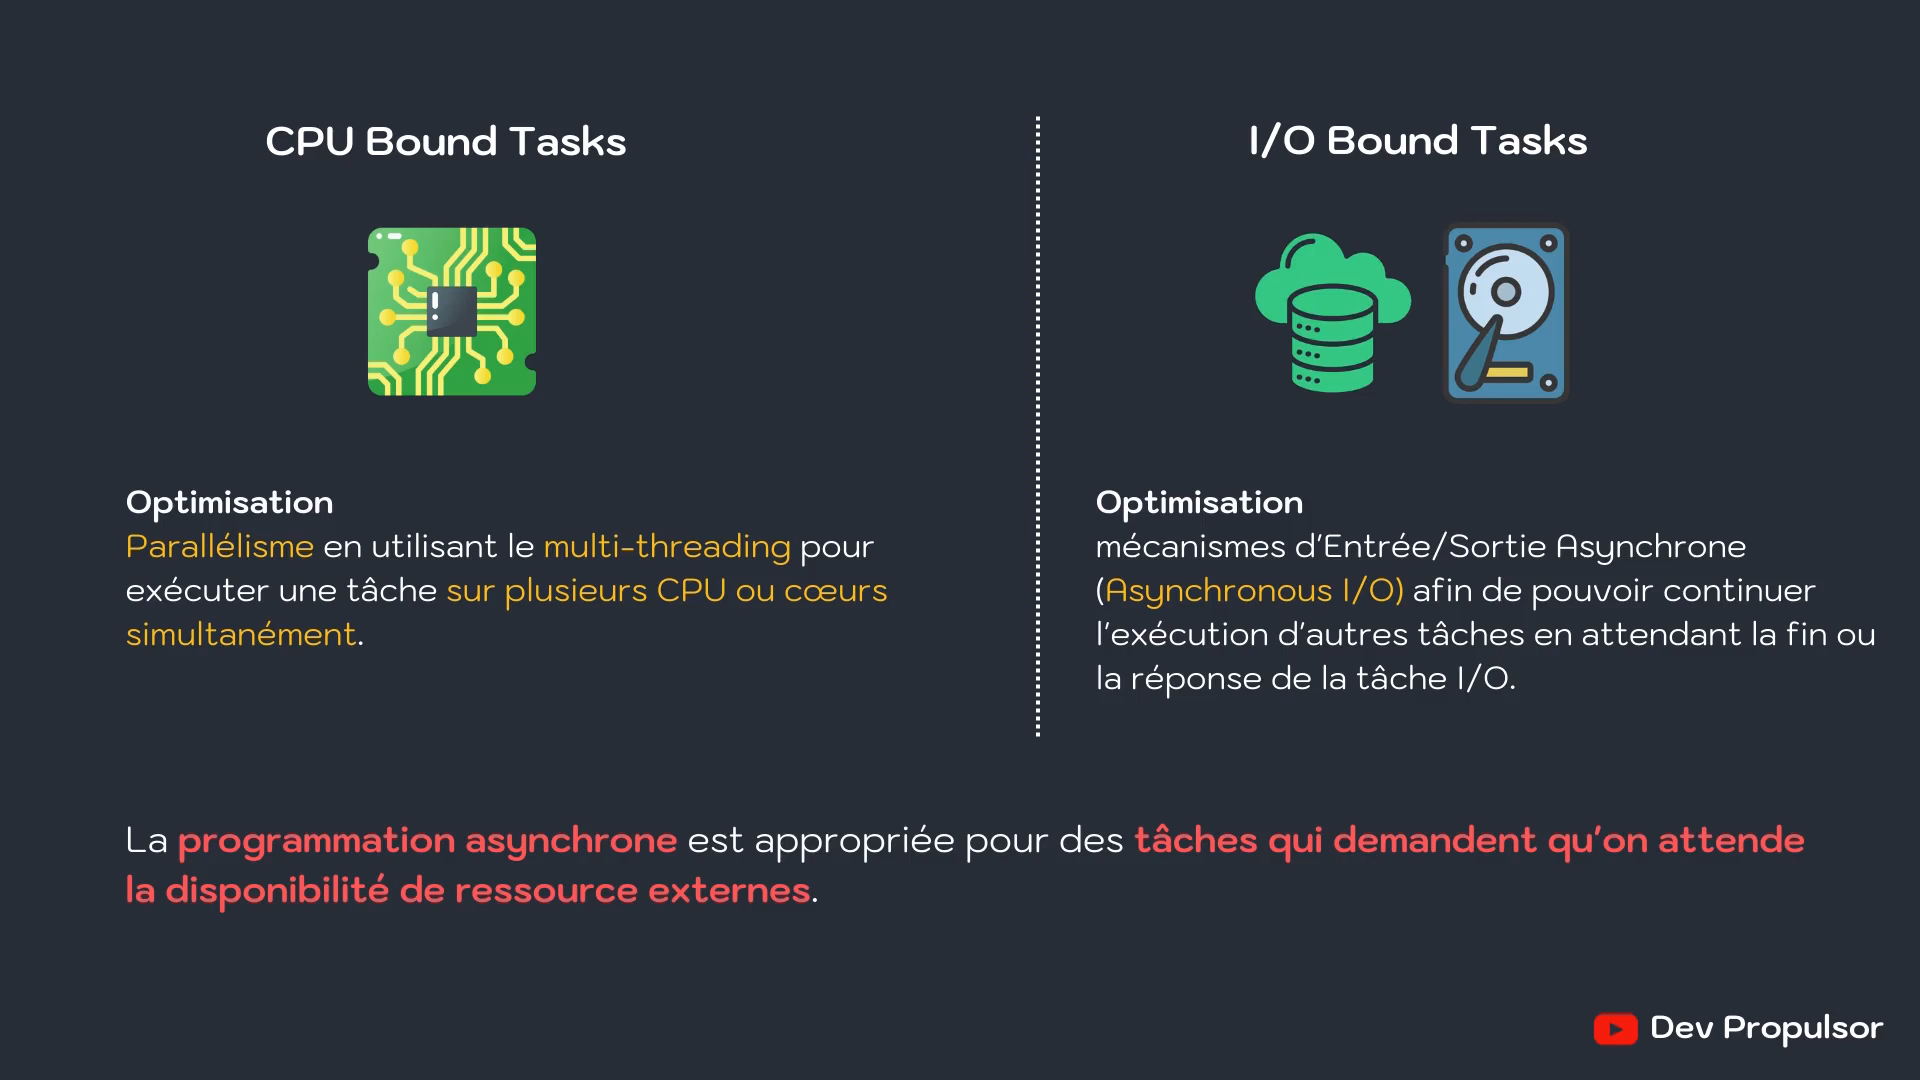 CPU Bound Tasks
Optimisation
Parallélisme en utilisant le multi-threading pour
exécuter une tâche sur plusieurs CPU ou cœurs
simultanément.
I/O Bound Tasks
Optimisation
mécanismes d'Entrée/Sortie Asynchrone
(Asynchronous I/O) afin de pouvoir continuer
l'exécution d'autres tâches en attendant la fin ou
la réponse de la tâche I/O.
La programmation asynchrone est appropriée pour des tâches qui demandent qu'on attende
la disponibilité de ressource externes.
Dev Propulsor